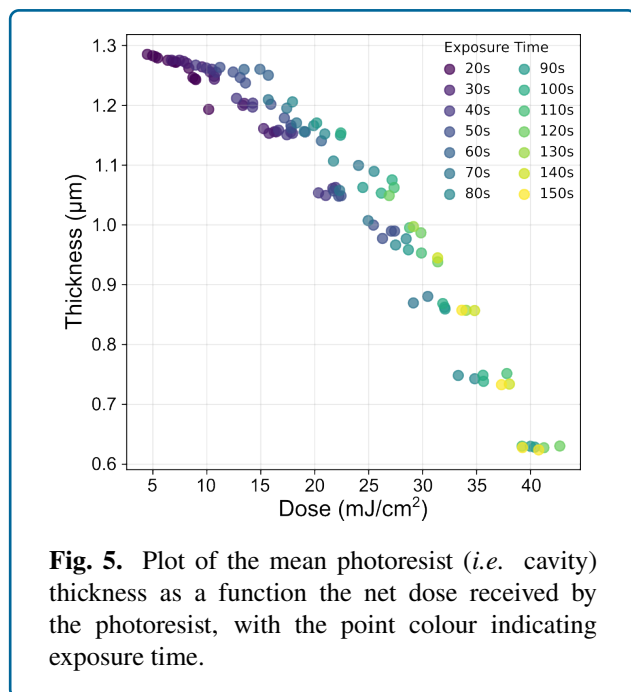 1.3
1.2
1.1
1.0
0.9
0.8
0.7
0.6
Thickness (μm)
Exposure Time
20s 90s
30s 100s
40s 110s
50s 120s
60s 130s
70s 140s
80s 150s
5 10 15 20 25 30 35 40
Dose (mJ/cm²)
Fig. 5. Plot of the mean photoresist (i.e. cavity)
thickness as a function the net dose received by
the photoresist, with the point colour indicating
exposure time.